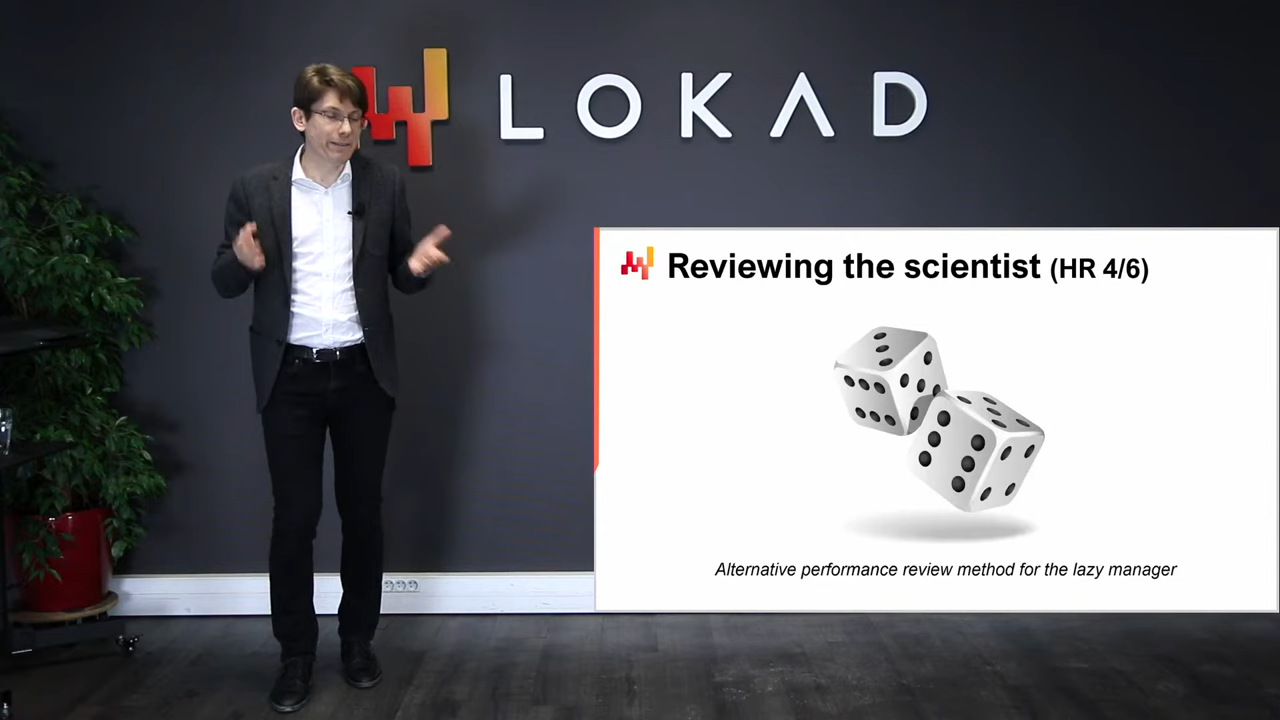 LOKAD
Reviewing the scientist (HR 4/6)
Alternative performance review method for the lazy manager